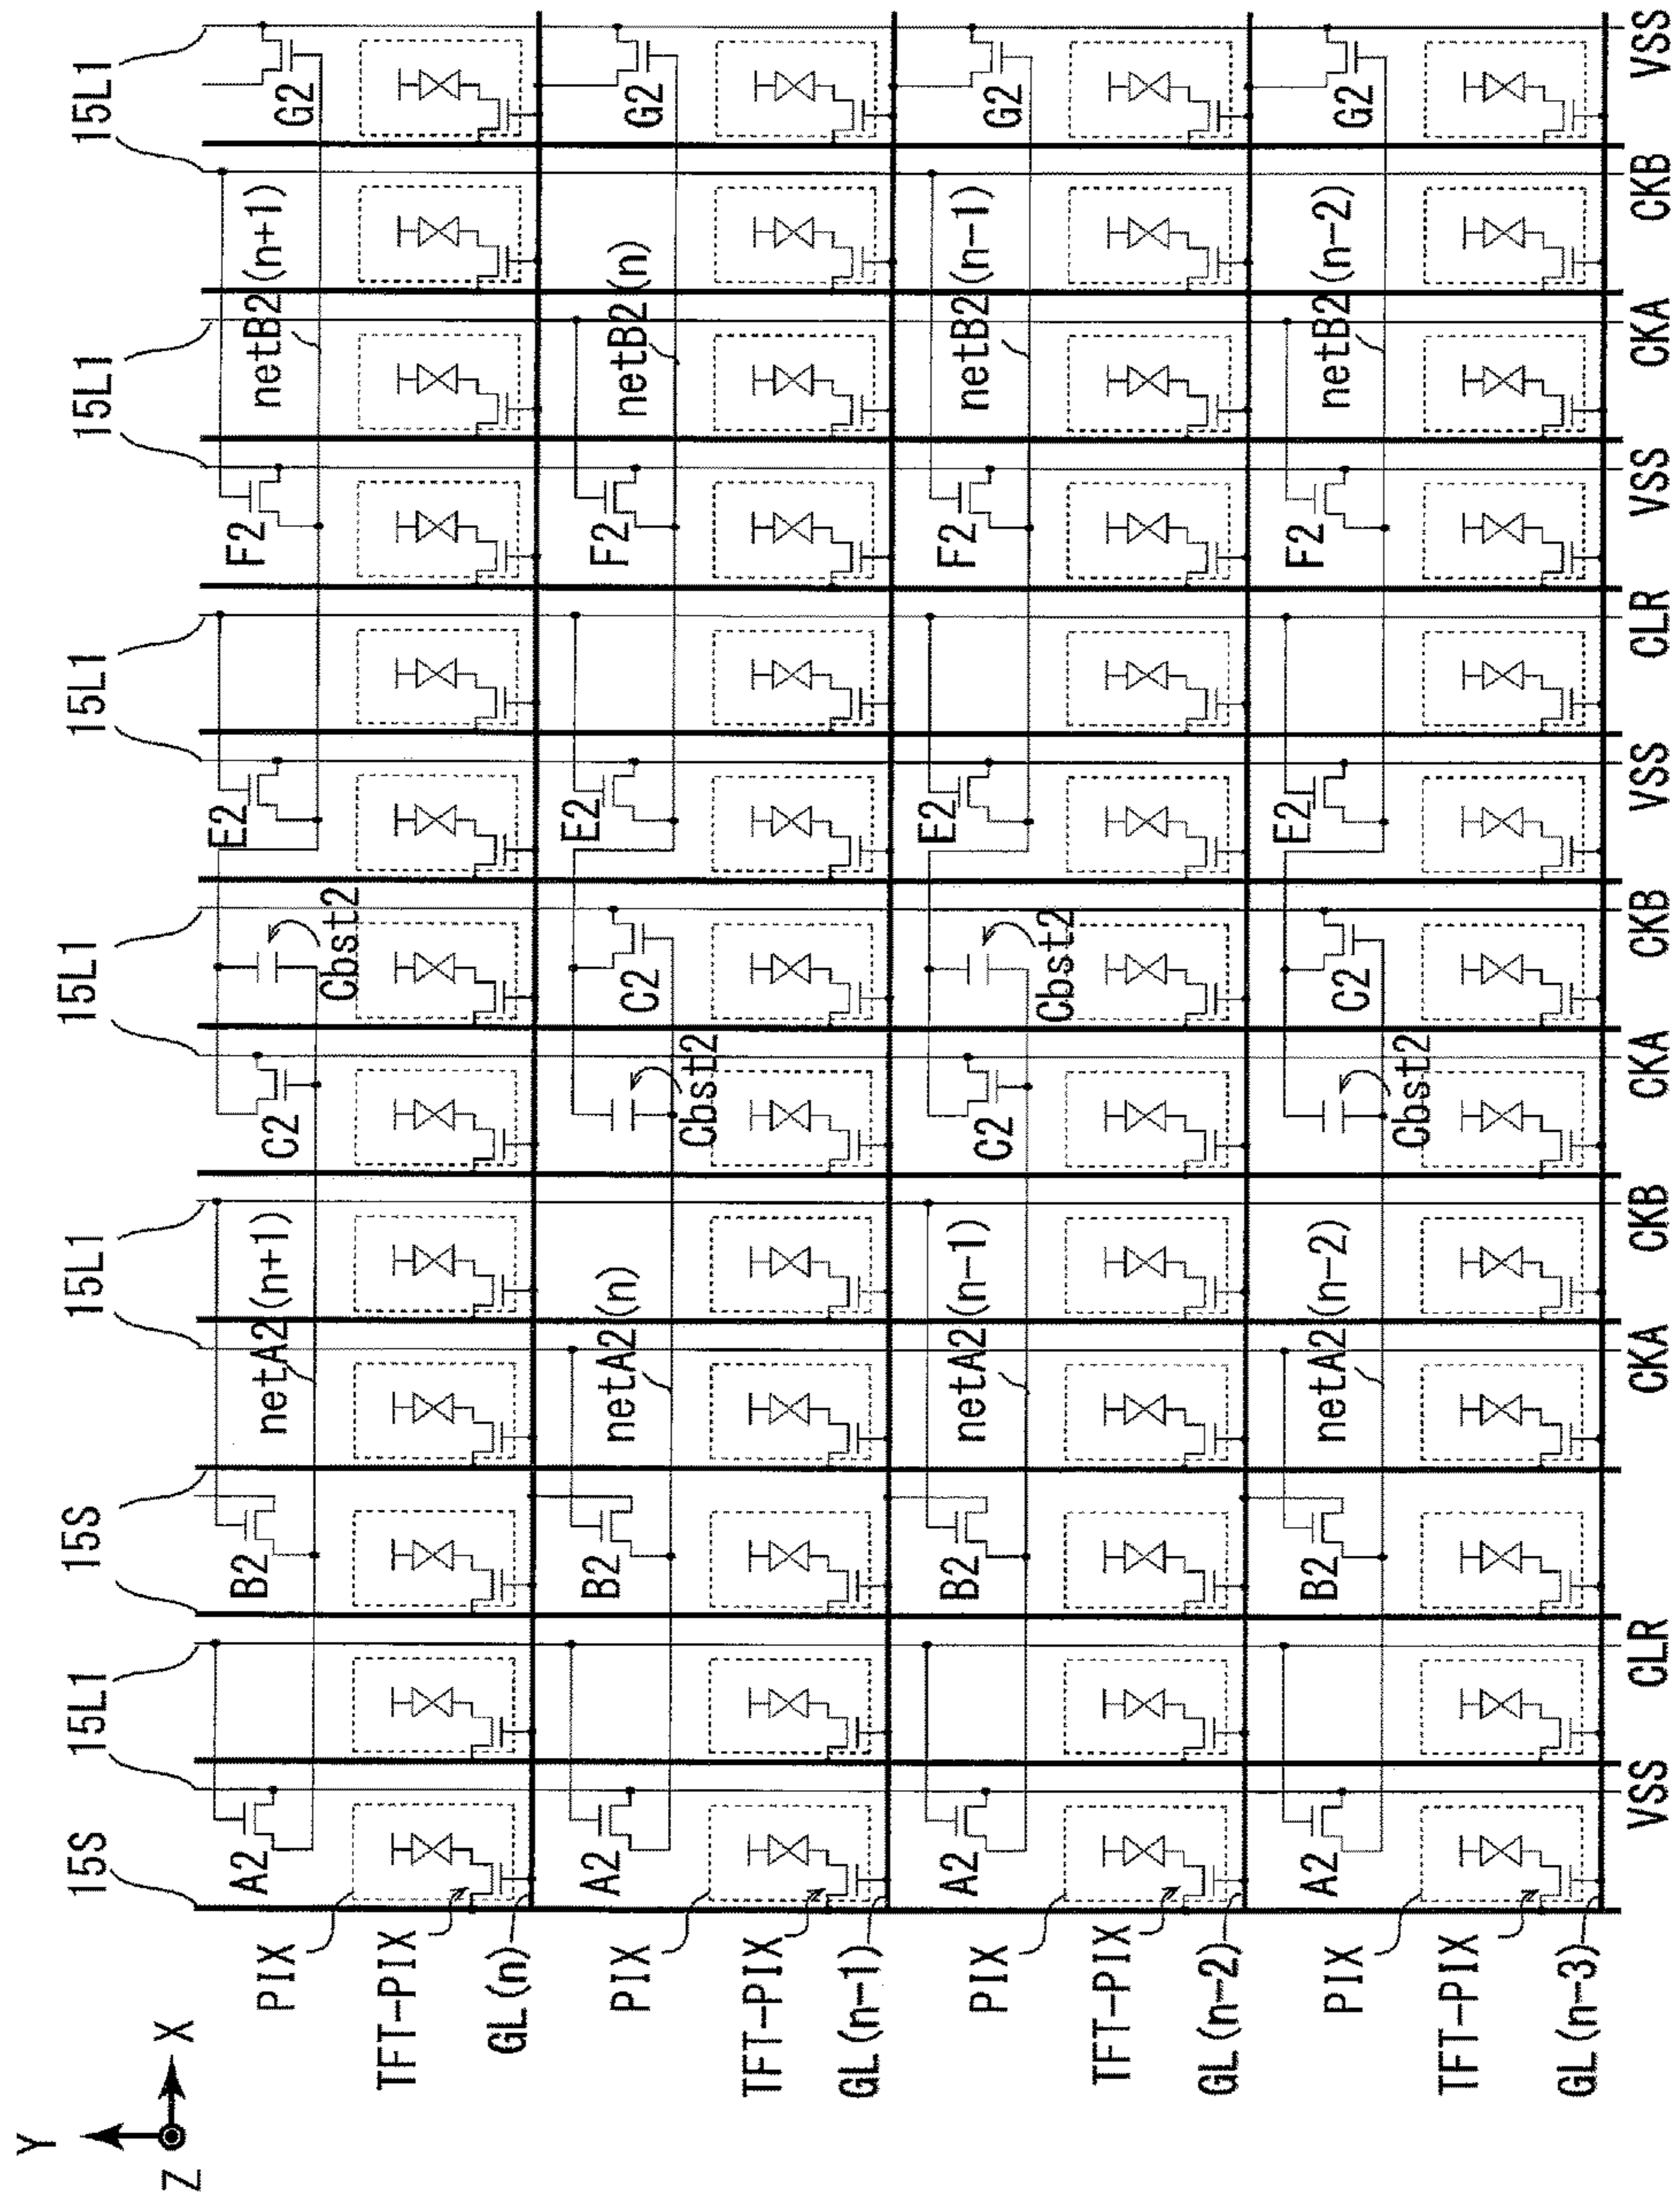 Y
15S 15L1 15S 15L1 15L1 15L1 15L1 15L1
Z X
A2 B2 netA2(n+1) C2 Cbst2 E2 F2 netB2(n+1) G2
PIX
TFT-PIX
GL(n)
A2 B2 netA2(n) Cbst2 C2 E2 F2 netB2(n) G2
PIX
TFT-PIX
GL(n-1)
A2 B2 netA2(n-1) C2 Cbst2 E2 F2 netB2(n-1) G2
PIX
TFT-PIX
GL(n-2)
A2 B2 netA2(n-2) Cbst2 C2 E2 F2 netB2(n-2) G2
PIX
TFT-PIX
GL(n-3)
VSS CLR CKA CKB CKA CKB VSS CLR VSS CKA CKB VSS